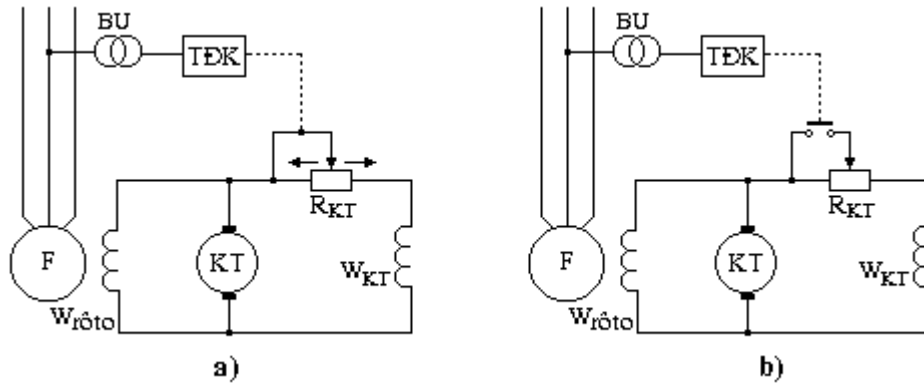 BU
TĐK
R KT
F
KT
W KT
W rôto
a)
BU
TĐK
R KT
F
KT
W KT
W rôto
b)